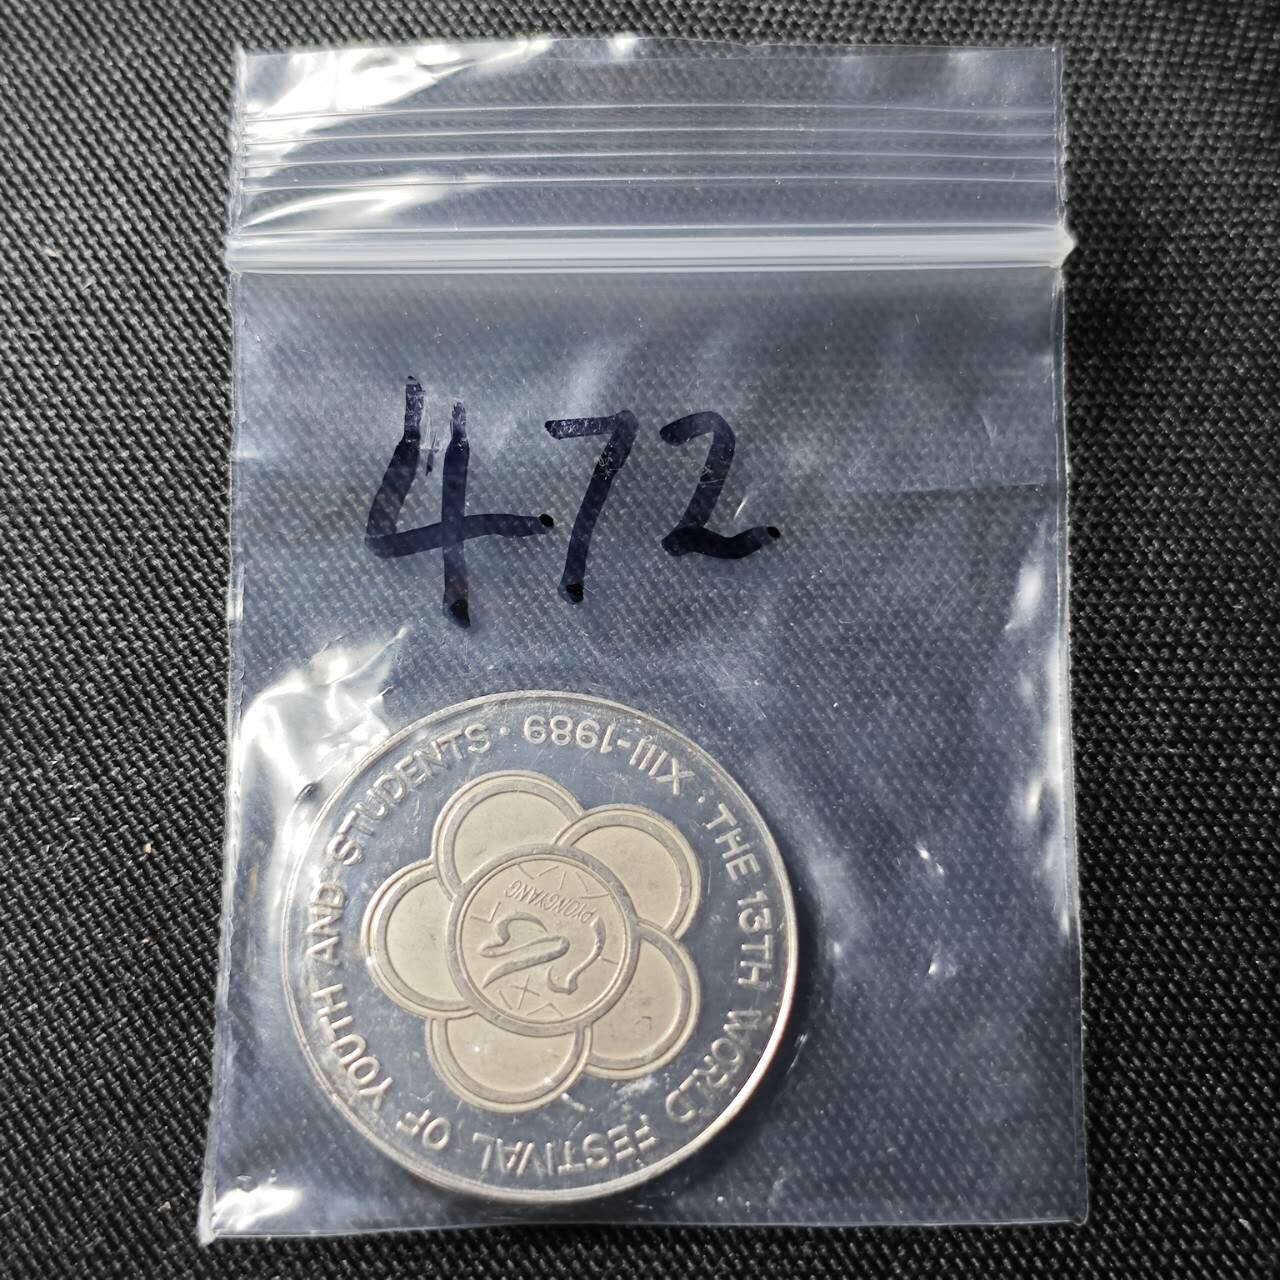 472
THE 13TH WORLD FESTIVAL OF YOUTH AND STUDENTS · XIII-1989 ·
PYONGYANG